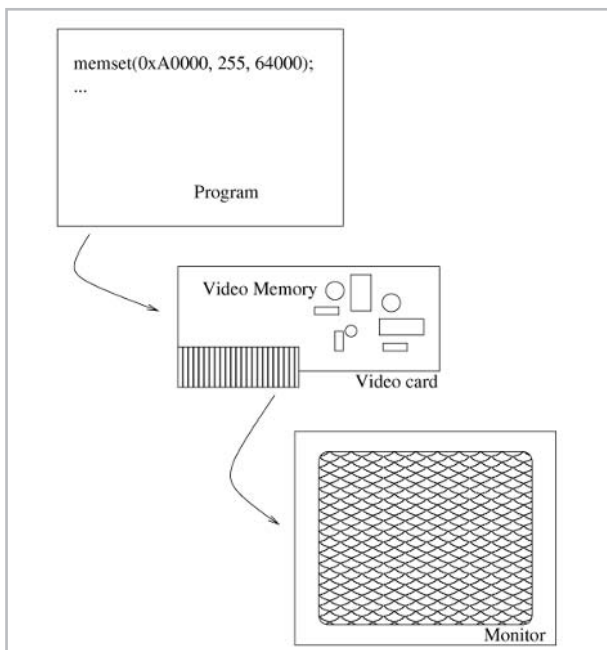 memset(0xA0000, 255, 64000);
...
Program
Video Memory
Video card
Monitor